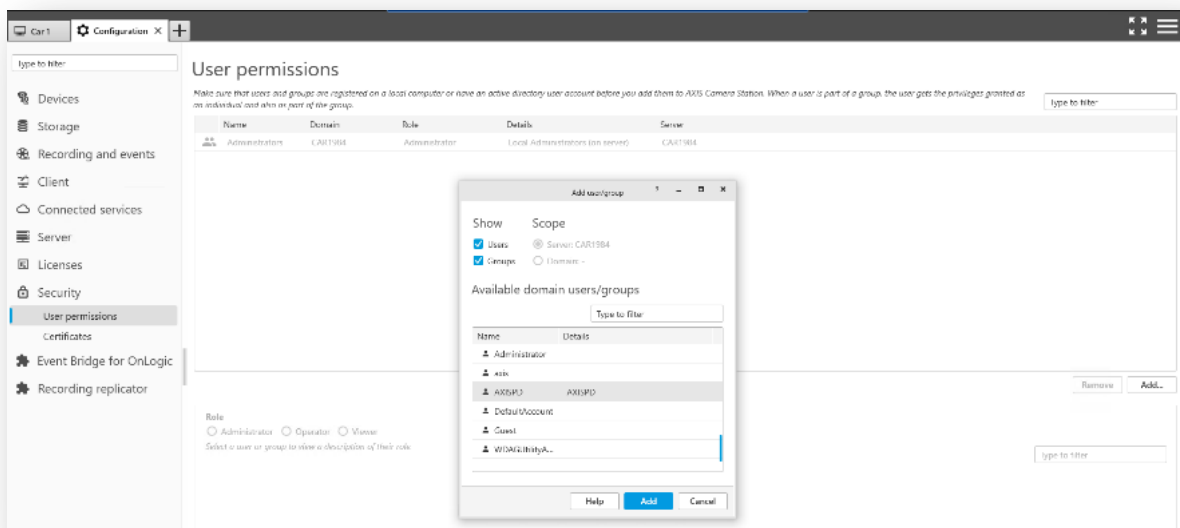 Car 1
Configuration
Type to filter
User permissions
Make sure that users and groups are registered on a local computer or have an active directory user account before you add them to AXIS Camera Station. When a user is part of a group, the user gets the privileges granted as
an individual and also as part of the group.
Type to filter
Devices
Storage
Recording and events
Client
Connected services
Server
Licenses
Security
User permissions
Certificates
Event Bridge for OnLogic
Recording replicator
Name Domain Role Details Server
Administrators CAR1984 Administrator Local Administrators (on server) CAR1984
Add user/group
Show Scope
Users Server: CAR1984
Groups Domain: -
Available domain users/groups
Type to filter
Name Details
Administrator
axis
AXISPD AXISPD
DefaultAccount
Guest
WDAGUtilityA...
Help Add Cancel
Remove Add...
Role
Administrator Operator Viewer
Select a user or group to view a description of their role
Type to filter